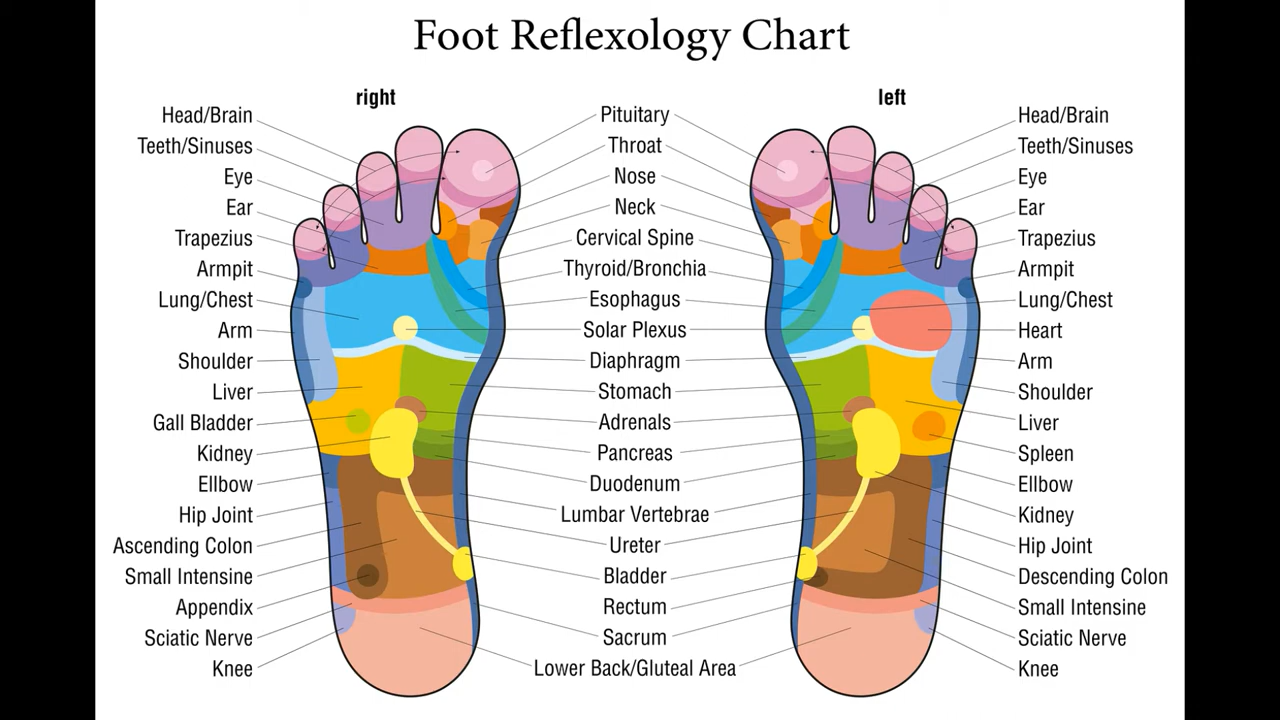 Foot Reflexology Chart
right
left
Head/Brain
Teeth/Sinuses
Eye
Ear
Trapezius
Armpit
Lung/Chest
Arm
Shoulder
Liver
Gall Bladder
Kidney
Ellbow
Hip Joint
Ascending Colon
Small Intensine
Appendix
Sciatic Nerve
Knee
Pituitary
Throat
Nose
Neck
Cervical Spine
Thyroid/Bronchia
Esophagus
Solar Plexus
Diaphragm
Stomach
Adrenals
Pancreas
Duodenum
Lumbar Vertebrae
Ureter
Bladder
Rectum
Sacrum
Lower Back/Gluteal Area
Head/Brain
Teeth/Sinuses
Eye
Ear
Trapezius
Armpit
Lung/Chest
Heart
Arm
Shoulder
Liver
Spleen
Ellbow
Kidney
Hip Joint
Descending Colon
Small Intensine
Sciatic Nerve
Knee